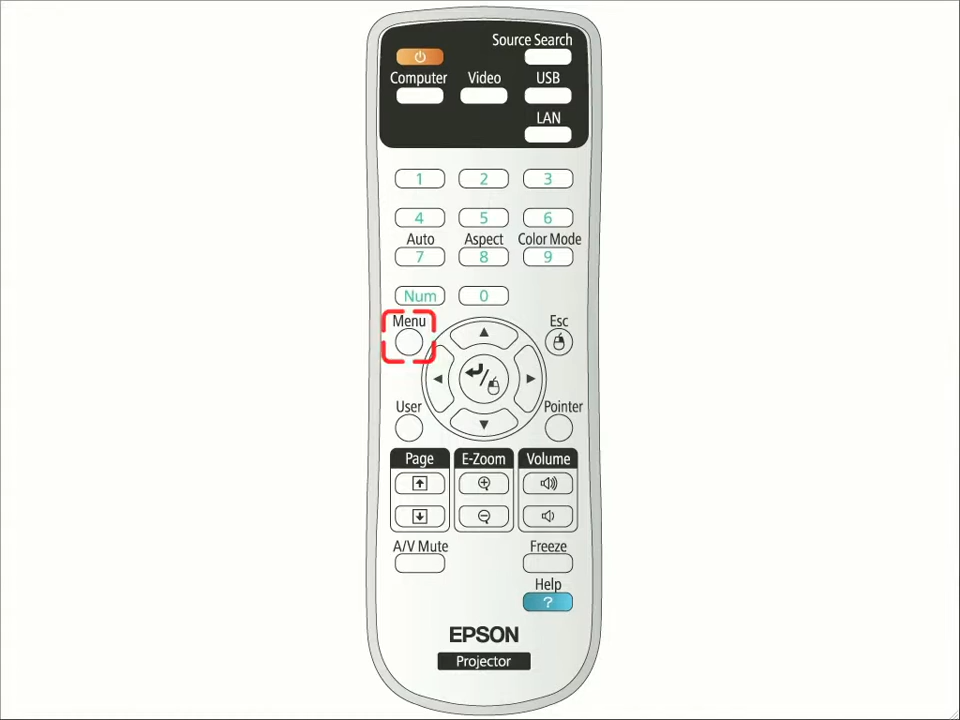 Source Search
Computer Video USB
LAN
1 2 3
4 5 6
Auto Aspect Color Mode
7 8 9
Num 0
Menu Esc
User Pointer
Page E-Zoom Volume
A/V Mute Freeze
Help
?
EPSON
Projector